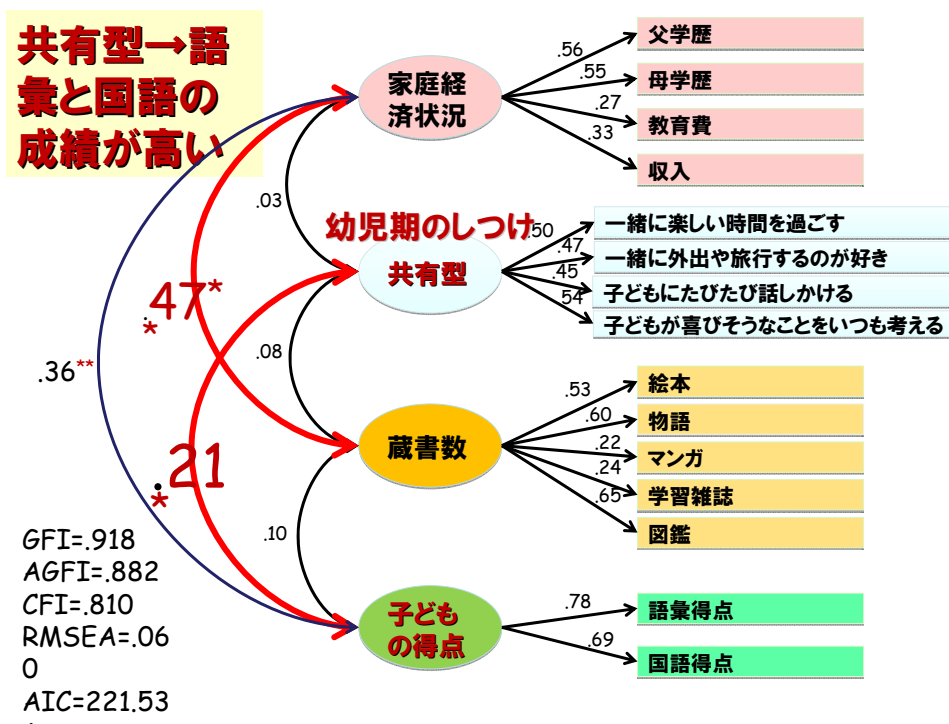 共有型→語
彙と国語の
成績が高い
家庭経
済状況
.56
.55
.27
.33
父学歴
母学歴
教育費
収入
.03
幼児期のしつけ
共有型
.50
.47
.45
.54
一緒に楽しい時間を過ごす
一緒に外出や旅行するのが好き
子どもにたびたび話しかける
子どもが喜びそうなことをいつも考える
.47*
*
.36**
.08
蔵書数
.53
.60
.22
.24
.65
絵本
物語
マンガ
学習雑誌
図鑑
.21
*
.10
子ども
の得点
.78
.69
語彙得点
国語得点
GFI=.918
AGFI=.882
CFI=.810
RMSEA=.06
0
AIC=221.53